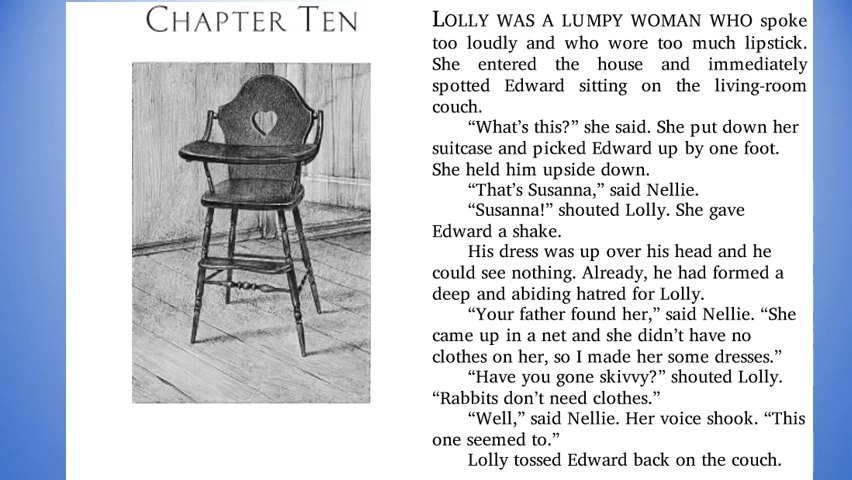 CHAPTER TEN
LOLLY WAS A LUMPY WOMAN WHO spoke
too loudly and who wore too much lipstick.
She entered the house and immediately
spotted Edward sitting on the living-room
couch.
“What’s this?” she said. She put down her
suitcase and picked Edward up by one foot.
She held him upside down.
“That’s Susanna,” said Nellie.
“Susanna!” shouted Lolly. She gave
Edward a shake.
His dress was up over his head and he
could see nothing. Already, he had formed a
deep and abiding hatred for Lolly.
“Your father found her,” said Nellie. “She
came up in a net and she didn’t have no
clothes on her, so I made her some dresses.”
“Have you gone skivvy?” shouted Lolly.
“Rabbits don’t need clothes.”
“Well,” said Nellie. Her voice shook. “This
one seemed to.”
Lolly tossed Edward back on the couch.